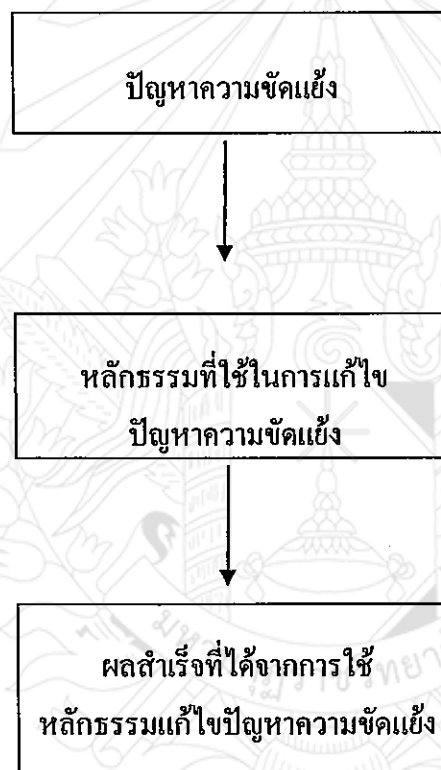 ปัญหาความขัดแย้ง
หลักธรรมที่ใช้ในการแก้ไข
ปัญหาความขัดแย้ง
ผลสำเร็จที่ได้จากการใช้
หลักธรรมแก้ไขปัญหาความขัดแย้ง